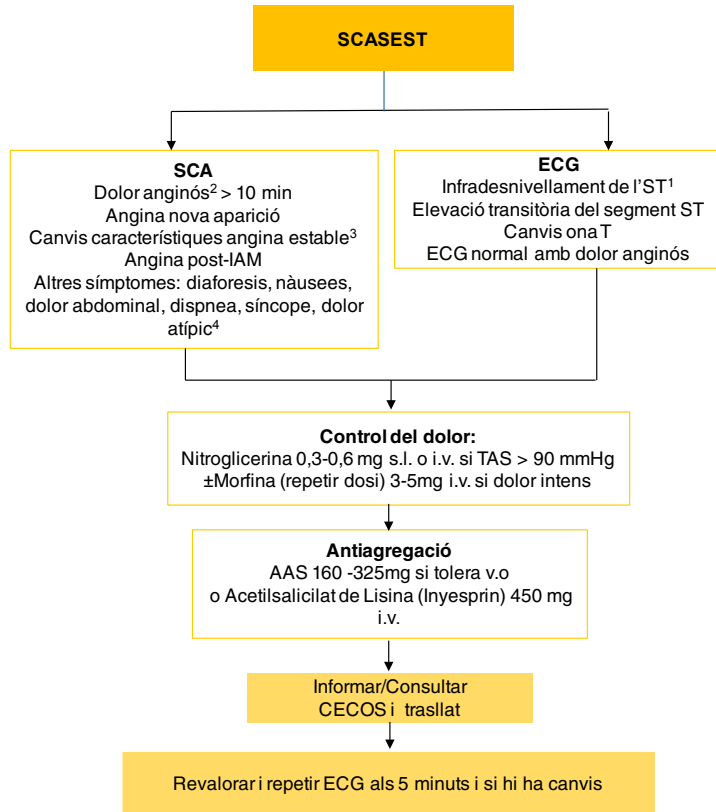 SCASEST
SCA
Dolor anginós² > 10 min
Angina nova aparició
Canvis característiques angina estable³
Angina post-IAM
Altres símptomes: diaforesis, nàusees,
dolor abdominal, dispnea, síncope, dolor
atípic⁴
ECG
Infradesnivellament de l'ST¹
Elevació transitòria del segment ST
Canvis ona T
ECG normal amb dolor anginós
Control del dolor:
Nitroglicerina 0,3-0,6 mg s.l. o i.v. si TAS > 90 mmHg
±Morfina (repetir dosi) 3-5mg i.v. si dolor intens
Antiagregació
AAS 160 -325mg si tolera v.o
o Acetilsalicilat de Lisina (Inyesprin) 450 mg
i.v.
Informar/Consultar
CECOS i trasllat
Revalorar i repetir ECG als 5 minuts i si hi ha canvis